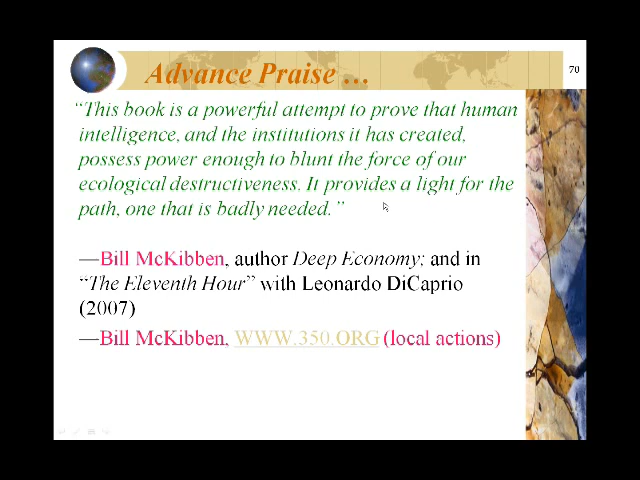 Advance Praise …
70
“This book is a powerful attempt to prove that human
intelligence, and the institutions it has created,
possess power enough to blunt the force of our
ecological destructiveness. It provides a light for the
path, one that is badly needed.”
—Bill McKibben, author Deep Economy; and in
“The Eleventh Hour” with Leonardo DiCaprio
(2007)
—Bill McKibben, WWW.350.ORG (local actions)